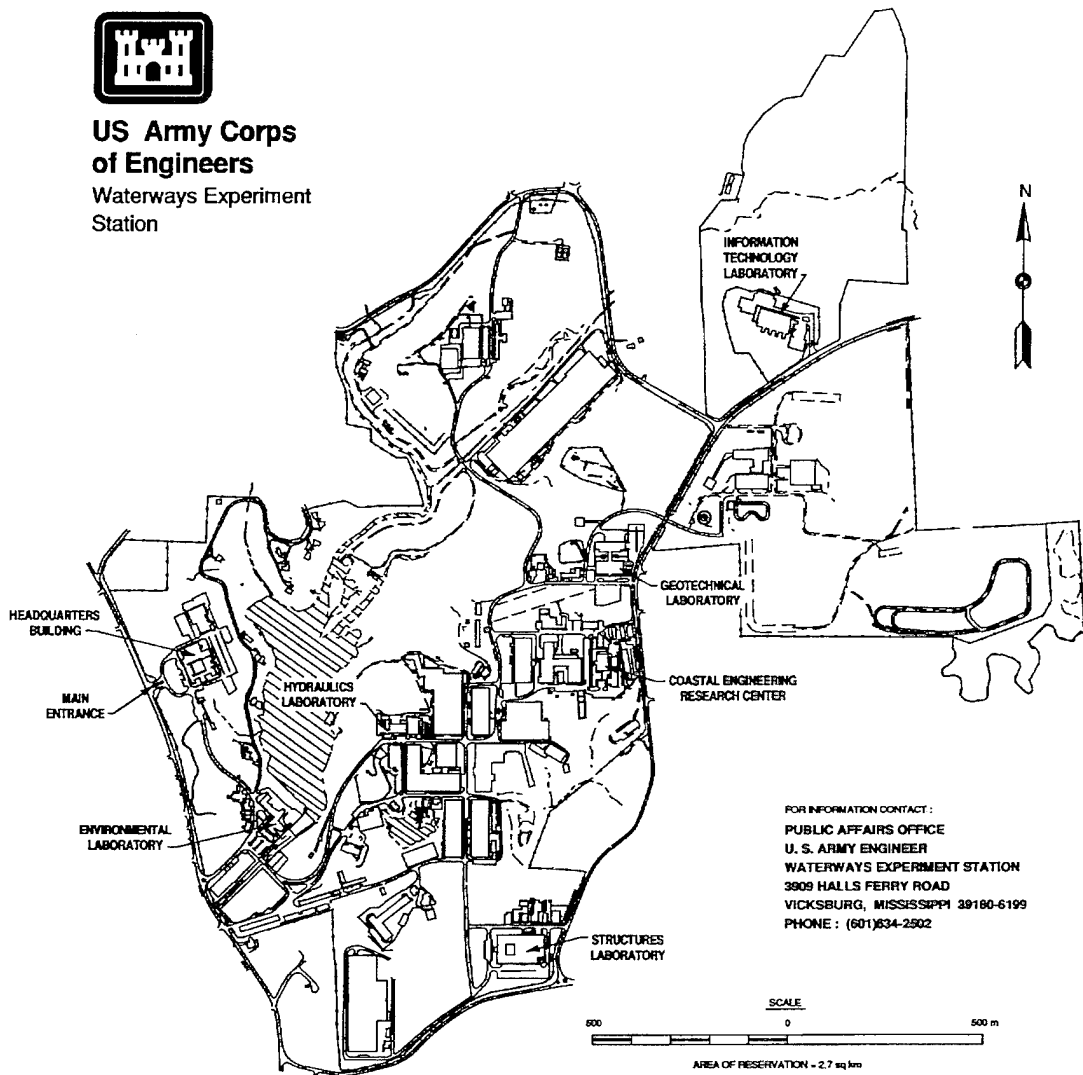 US Army Corps
of Engineers
Waterways Experiment
Station
N
INFORMATION
TECHNOLOGY
LABORATORY
GEOTECHNICAL
LABORATORY
HEADQUARTERS
BUILDING
MAIN
ENTRANCE
HYDRAULICS
LABORATORY
COASTAL ENGINEERING
RESEARCH CENTER
ENVIRONMENTAL
LABORATORY
STRUCTURES
LABORATORY
FOR INFORMATION CONTACT :
PUBLIC AFFAIRS OFFICE
U. S. ARMY ENGINEER
WATERWAYS EXPERIMENT STATION
3909 HALLS FERRY ROAD
VICKSBURG, MISSISSIPPI 39180-6199
PHONE : (601)634-2502
SCALE
500 0 500 m
AREA OF RESERVATION = 2.7 sq km